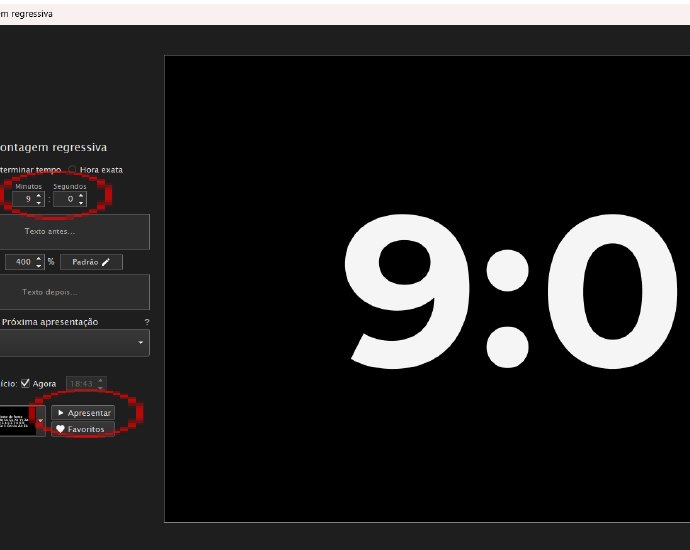 em regressiva
ontagem regressiva
terminar tempo Hora exata
Minutos Segundos
9 : 0
Texto antes...
400 % Padrão
Texto depois...
Próxima apresentação ?
ício: Agora 18:43
Apresentar
Favoritos
9:0